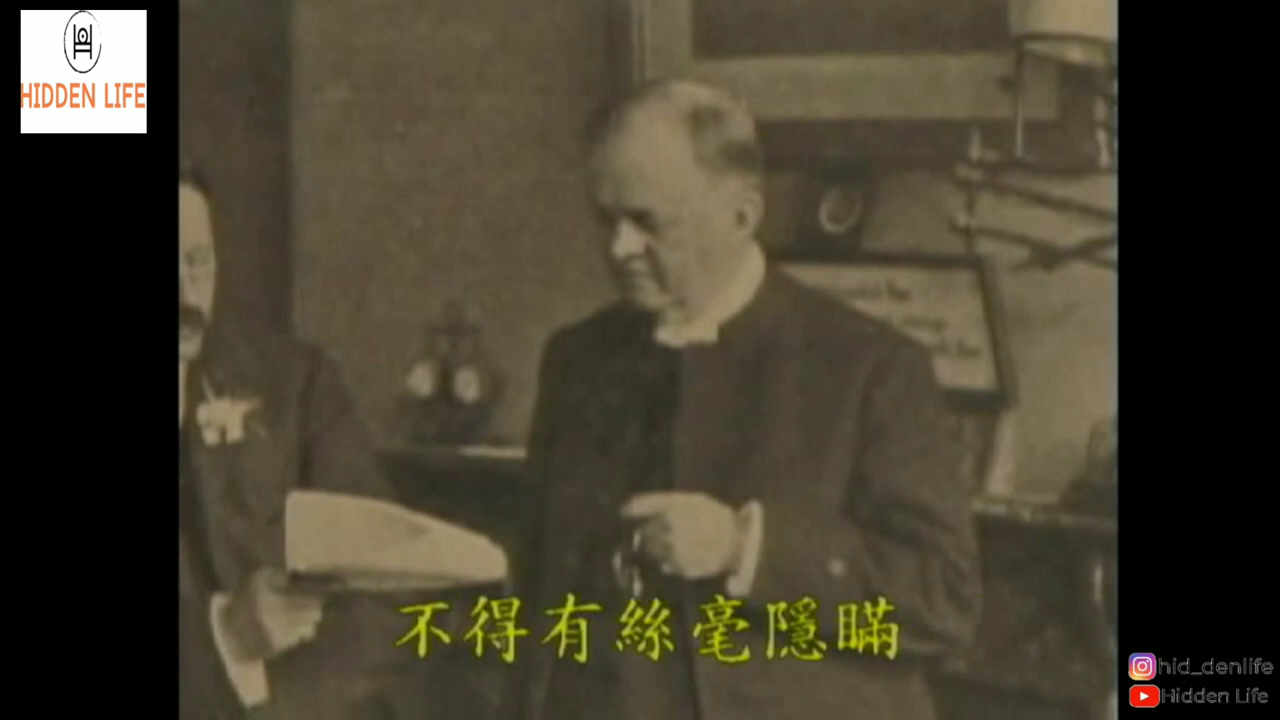 HIDDEN LIFE
不得有絲毫隱瞞
hid_denlife
Hidden Life